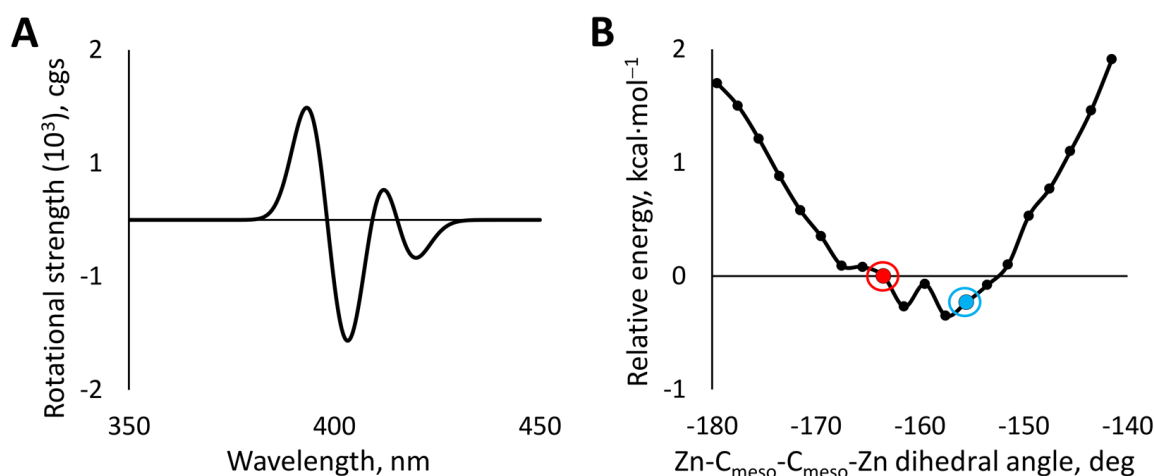 A
2
1
-1
-2
Rotational strength (10³), cgs
350
400
450
Wavelength, nm
B
2
1
0
-1
Relative energy, kcal·mol⁻¹
-180
-170
-160
-150
-140
Zn-Cmeso-Cmeso-Zn dihedral angle, deg